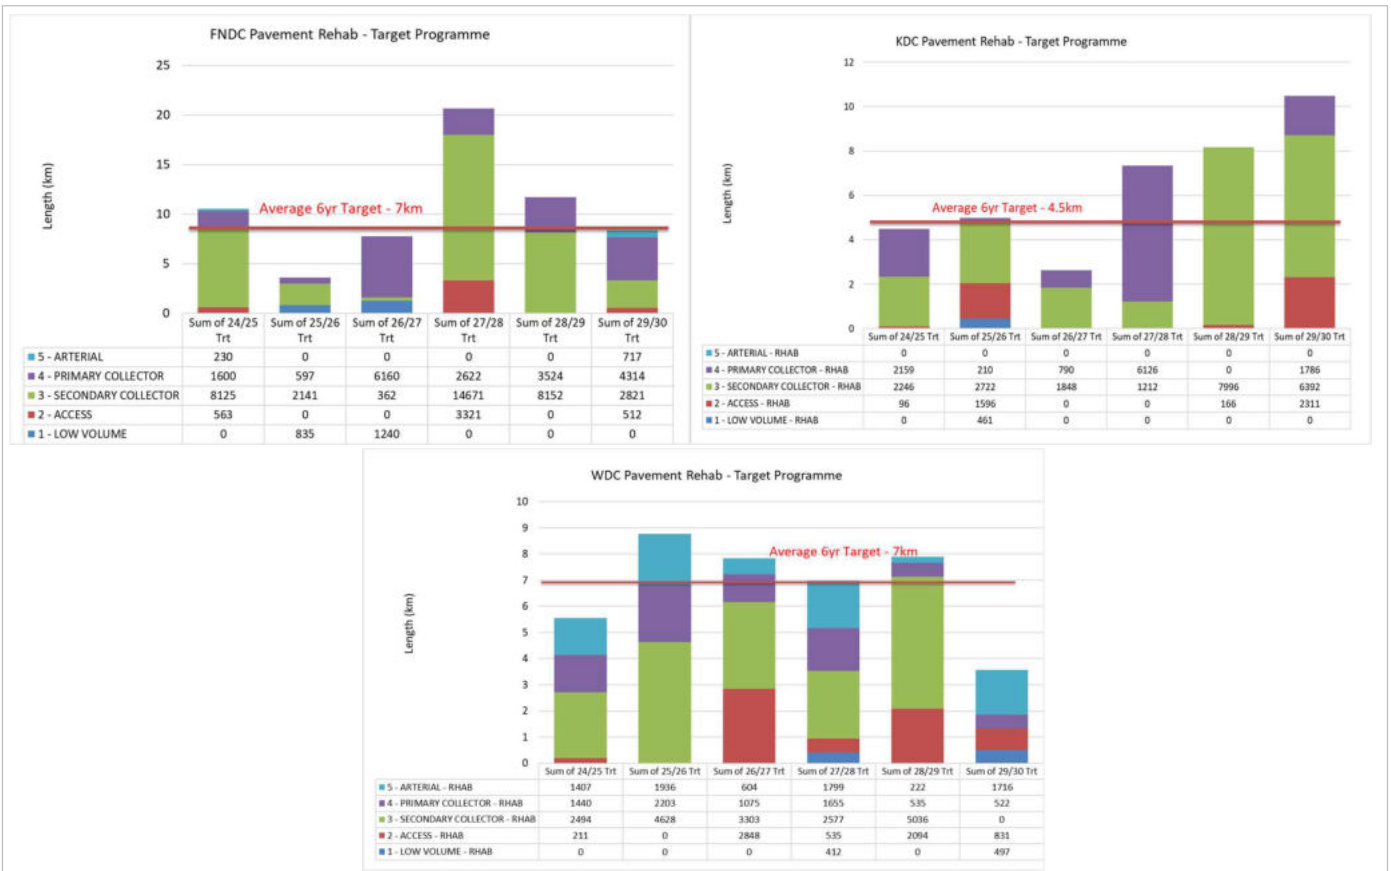 FNDC Pavement Rehab - Target Programme
25
20
15
10
5
0
Length (km)
Average 6yr Target - 7km
Sum of 24/25 Trt Sum of 25/26 Trt Sum of 26/27 Trt Sum of 27/28 Trt Sum of 28/29 Trt Sum of 29/30 Trt
5 - ARTERIAL 230 0 0 0 0 717
4 - PRIMARY COLLECTOR 1600 597 6160 2622 3524 4314
3 - SECONDARY COLLECTOR 8125 2141 362 14671 8152 2821
2 - ACCESS 563 0 0 3321 0 512
1 - LOW VOLUME 0 835 1240 0 0 0
KDC Pavement Rehab - Target Programme
12
10
8
6
4
2
0
Length (km)
Average 6yr Target - 4.5km
Sum of 24/25 Trt Sum of 25/26 Trt Sum of 26/27 Trt Sum of 27/28 Trt Sum of 28/29 Trt Sum of 29/30 Trt
5 - ARTERIAL - RHAB 0 0 0 0 0 0
4 - PRIMARY COLLECTOR - RHAB 2159 210 790 6126 0 1786
3 - SECONDARY COLLECTOR - RHAB 2246 2722 1848 1212 7996 6392
2 - ACCESS - RHAB 96 1596 0 0 166 2311
1 - LOW VOLUME - RHAB 0 461 0 0 0 0
WDC Pavement Rehab - Target Programme
10
9
8
7
6
5
4
3
2
1
0
Length (km)
Average 6yr Target - 7km
Sum of 24/25 Trt Sum of 25/26 Trt Sum of 26/27 Trt Sum of 27/28 Trt Sum of 28/29 Trt Sum of 29/30 Trt
5 - ARTERIAL - RHAB 1407 1936 604 1799 222 1716
4 - PRIMARY COLLECTOR - RHAB 1440 2203 1075 1655 535 522
3 - SECONDARY COLLECTOR - RHAB 2494 4628 3303 2577 5036 0
2 - ACCESS - RHAB 211 0 2848 535 2094 831
1 - LOW VOLUME - RHAB 0 0 0 412 0 497